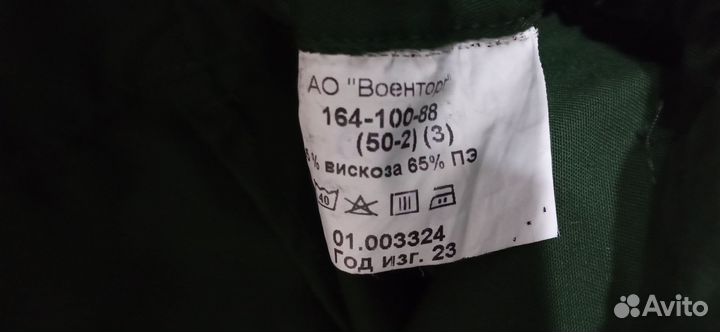 АО "Военторг"
164-100-88
(50-2) (3)
% вискоза 65% ПЭ
40
01.003324
Год изг. 23
Avito